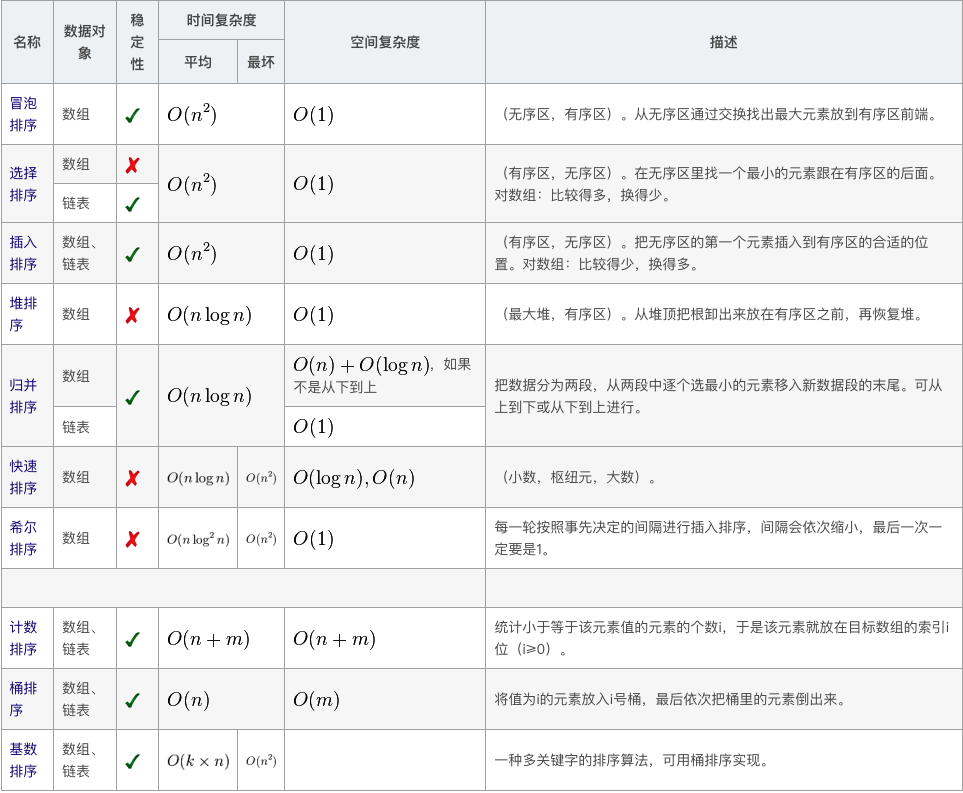 名称
数据对
象
稳
定
性
时间复杂度
平均
最坏
空间复杂度
描述
冒泡
排序
数组
✓
O(n²)
O(1)
（无序区，有序区）。从无序区通过交换找出最大元素放到有序区前端。
选择
排序
数组
✗
链表
✓
O(n²)
O(1)
（有序区，无序区）。在无序区里找一个最小的元素跟在有序区的后面。
对数组：比较得多，换得少。
插入
排序
数组、
链表
✓
O(n²)
O(1)
（有序区，无序区）。把无序区的第一个元素插入到有序区的合适的位
置。对数组：比较得少，换得多。
堆排
序
数组
✗
O(n log n)
O(1)
（最大堆，有序区）。从堆顶把根卸出来放在有序区之前，再恢复堆。
归并
排序
数组
链表
✓
O(n log n)
O(n) + O(log n)，如果
不是从下到上
O(1)
把数据分为两段，从两段中逐个选最小的元素移入新数据段的末尾。可从
上到下或从下到上进行。
快速
排序
数组
✗
O(n log n)
O(n²)
O(log n), O(n)
（小数，枢纽元，大数）。
希尔
排序
数组
✗
O(n log² n)
O(n²)
O(1)
每一轮按照事先决定的间隔进行插入排序，间隔会依次缩小，最后一次一
定要是1。
计数
排序
数组、
链表
✓
O(n + m)
O(n + m)
统计小于等于该元素值的元素的个数i，于是该元素就放在目标数组的索引i
位（i≥0）。
桶排
序
数组、
链表
✓
O(n)
O(m)
将值为i的元素放入i号桶，最后依次把桶里的元素倒出来。
基数
排序
数组、
链表
✓
O(k × n)
O(n²)
一种多关键字的排序算法，可用桶排序实现。